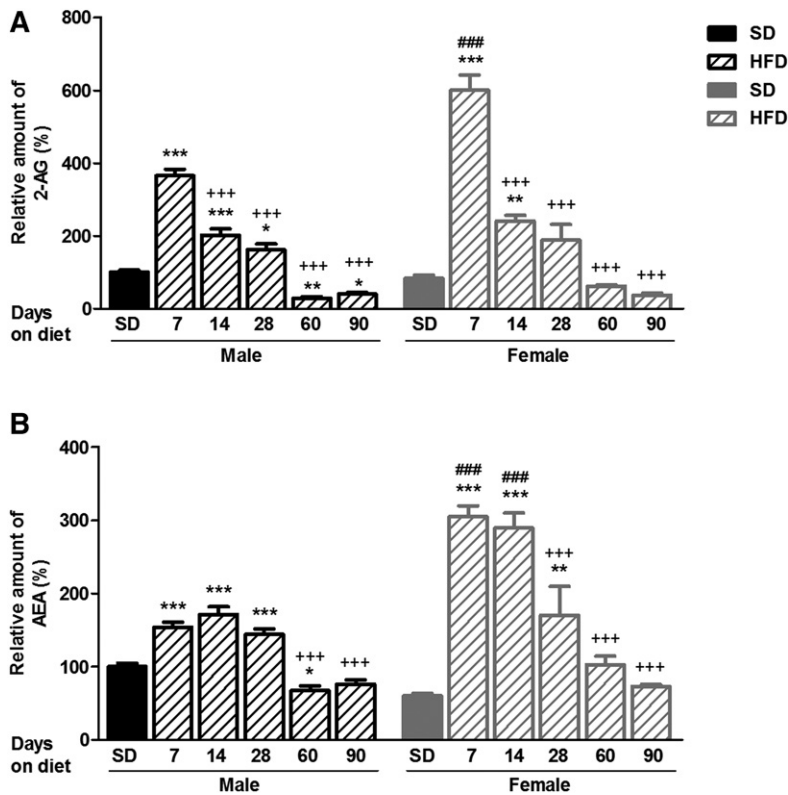 A
Relative amount of
2-AG (%)
800
600
400
200
0
***
+++
***
+++
*
+++
**
+++
*
###
***
+++
**
+++
+++
+++
Days
on diet
SD 7 14 28 60 90 SD 7 14 28 60 90
Male Female
SD
HFD
SD
HFD
B
Relative amount of
AEA (%)
400
300
200
100
0
***
***
***
+++
*
+++
###
***
###
***
+++
**
+++
+++
Days
on diet
SD 7 14 28 60 90 SD 7 14 28 60 90
Male Female